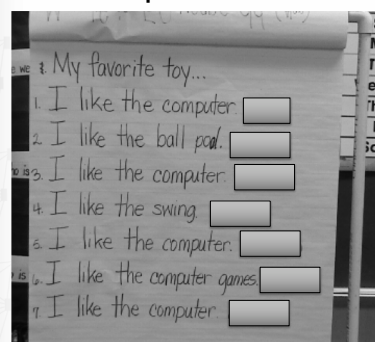 My favorite toy...
1. I like the computer.
2. I like the ball pool.
3. I like the computer.
4. I like the swing.
5. I like the computer.
6. I like the computer games.
7. I like the computer.